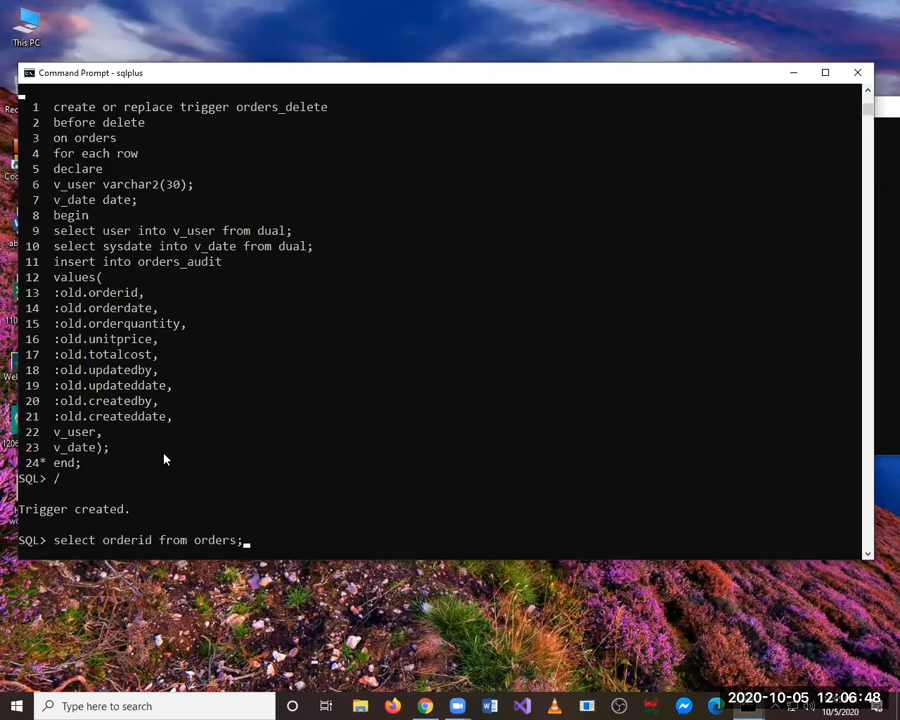 This PC
Command Prompt - sqlplus
Rec
1 create or replace trigger orders_delete
2 before delete
3 on orders
4 for each row
5 declare
6 v_user varchar2(30);
7 v_date date;
8 begin
9 select user into v_user from dual;
10 select sysdate into v_date from dual;
11 insert into orders_audit
12 values(
13 :old.orderid,
14 :old.orderdate,
15 :old.orderquantity,
16 :old.unitprice,
17 :old.totalcost,
18 :old.updatedby,
19 :old.updateddate,
20 :old.createdby,
21 :old.createddate,
22 v_user,
23 v_date);
24* end;
SQL> /
Trigger created.
SQL> select orderid from orders;
Type here to search
2020-10-05 12:06:48
10/5/2020